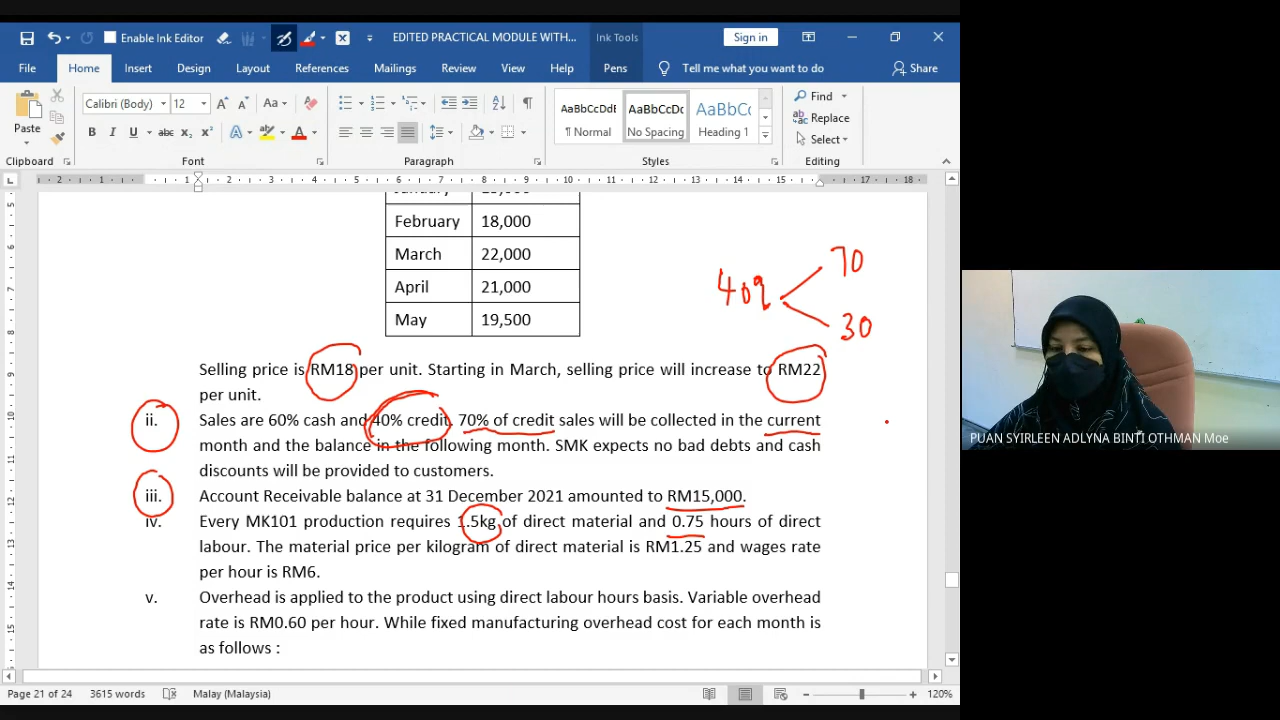 Enable Ink Editor
EDITED PRACTICAL MODULE WITH...
Ink Tools
Sign in
File Home Insert Design Layout References Mailings Review View Help Pens Tell me what you want to do Share
Paste
Calibri (Body) 12
AaBbCcDdE AaBbCcDc AaBbCcD
¶ Normal No Spacing Heading 1
Find
Replace
Select
Clipboard Font Paragraph Styles Editing
February 18,000
March 22,000
April 21,000
May 19,500
40%
70
30
Selling price is RM18 per unit. Starting in March, selling price will increase to RM22
per unit.
ii. Sales are 60% cash and 40% credit. 70% of credit sales will be collected in the current
month and the balance in the following month. SMK expects no bad debts and cash
discounts will be provided to customers.
iii. Account Receivable balance at 31 December 2021 amounted to RM15,000.
iv. Every MK101 production requires 1.5kg of direct material and 0.75 hours of direct
labour. The material price per kilogram of direct material is RM1.25 and wages rate
per hour is RM6.
v. Overhead is applied to the product using direct labour hours basis. Variable overhead
rate is RM0.60 per hour. While fixed manufacturing overhead cost for each month is
as follows :
PUAN SYIRLEEN ADLYNA BINTI OTHMAN Moe
Page 21 of 24 3615 words Malay (Malaysia) 120%